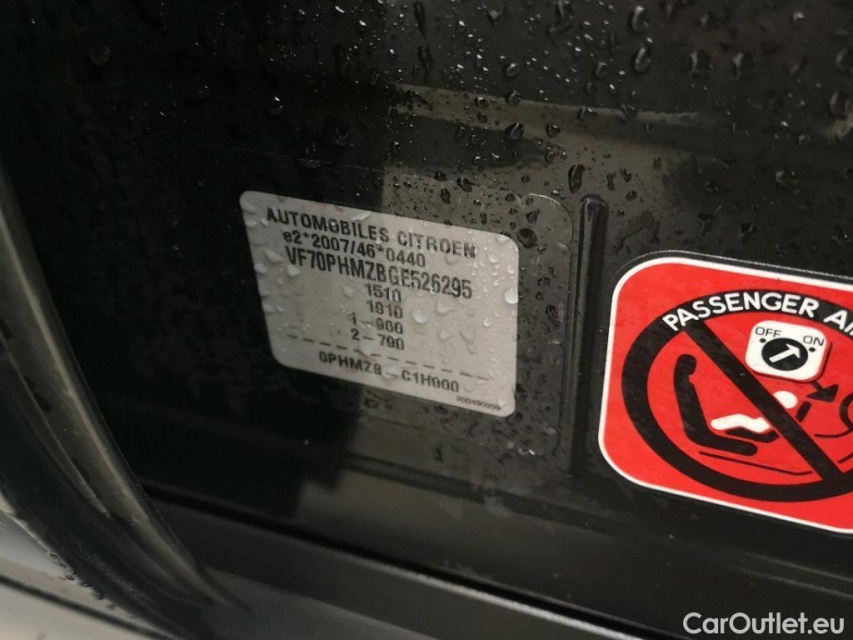 AUTOMOBILES CITROEN
e2*2007/46*0440
VF70PHMZBGE526295
1510
1910
1-900
2-790
0PHMZB-C1H000
PASSENGER
OFF ON
CarOutlet.eu